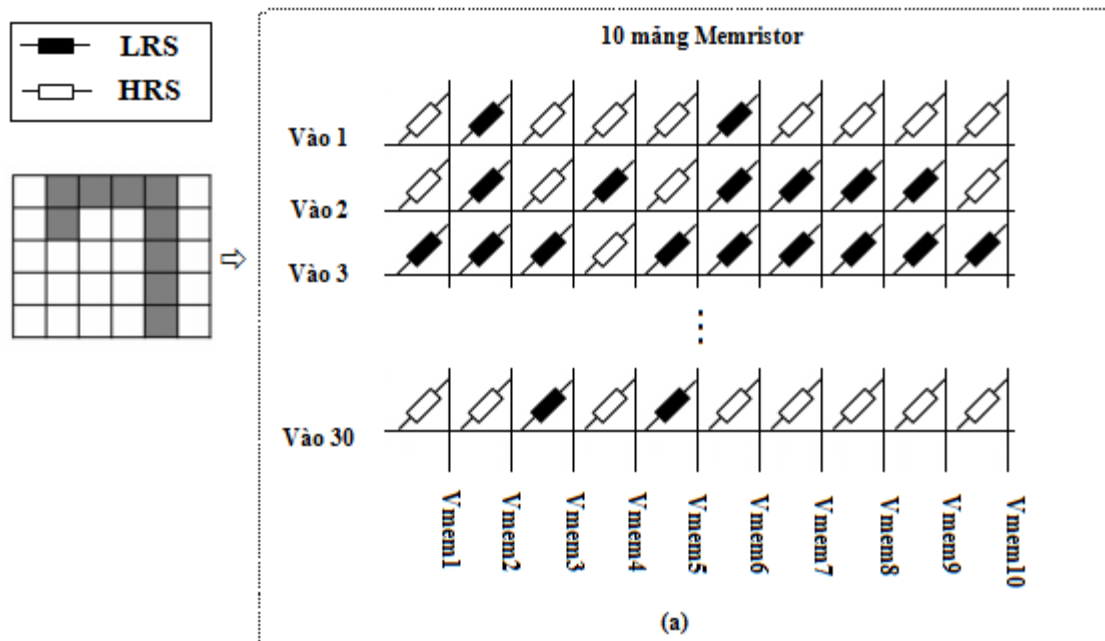 LRS
HRS
10 mảng Memristor
Vào 1
Vào 2
Vào 3
Vào 30
Vmem1
Vmem2
Vmem3
Vmem4
Vmem5
Vmem6
Vmem7
Vmem8
Vmem9
Vmem10
(a)